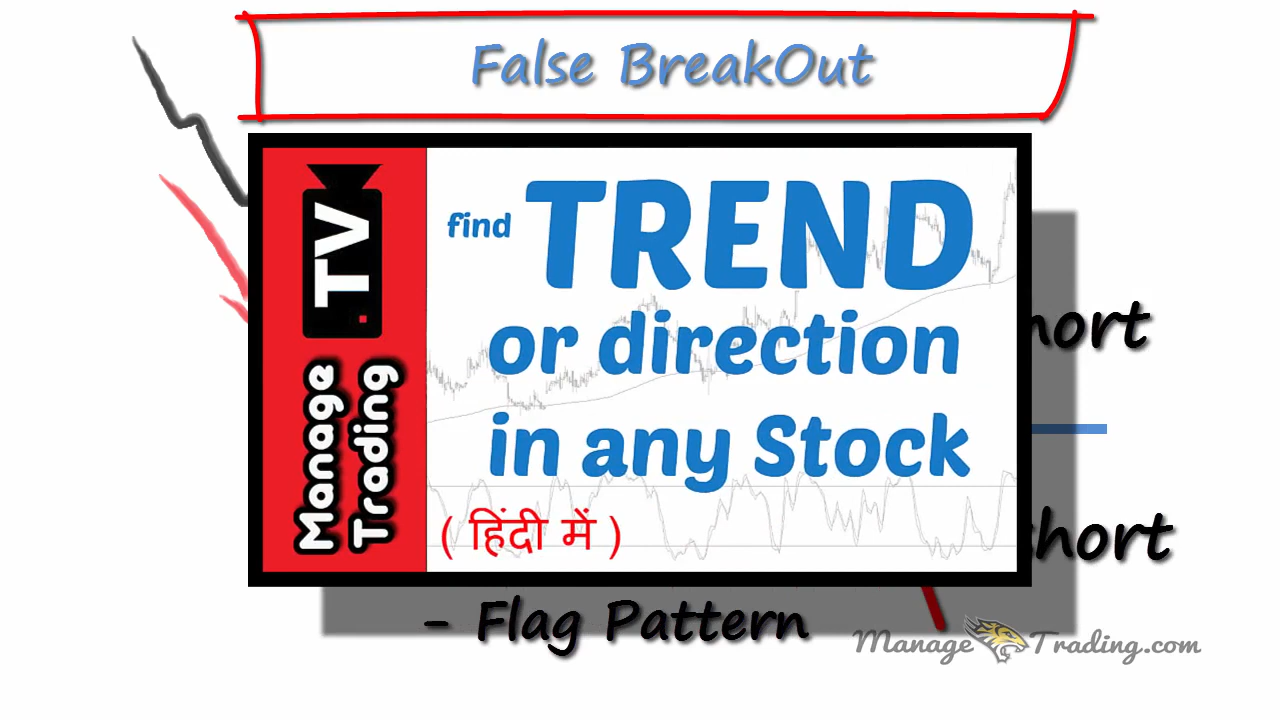 False BreakOut
.TV
Manage
Trading
find TREND
or direction
in any Stock
( हिंदी में )
- Flag Pattern
ManageTrading.com